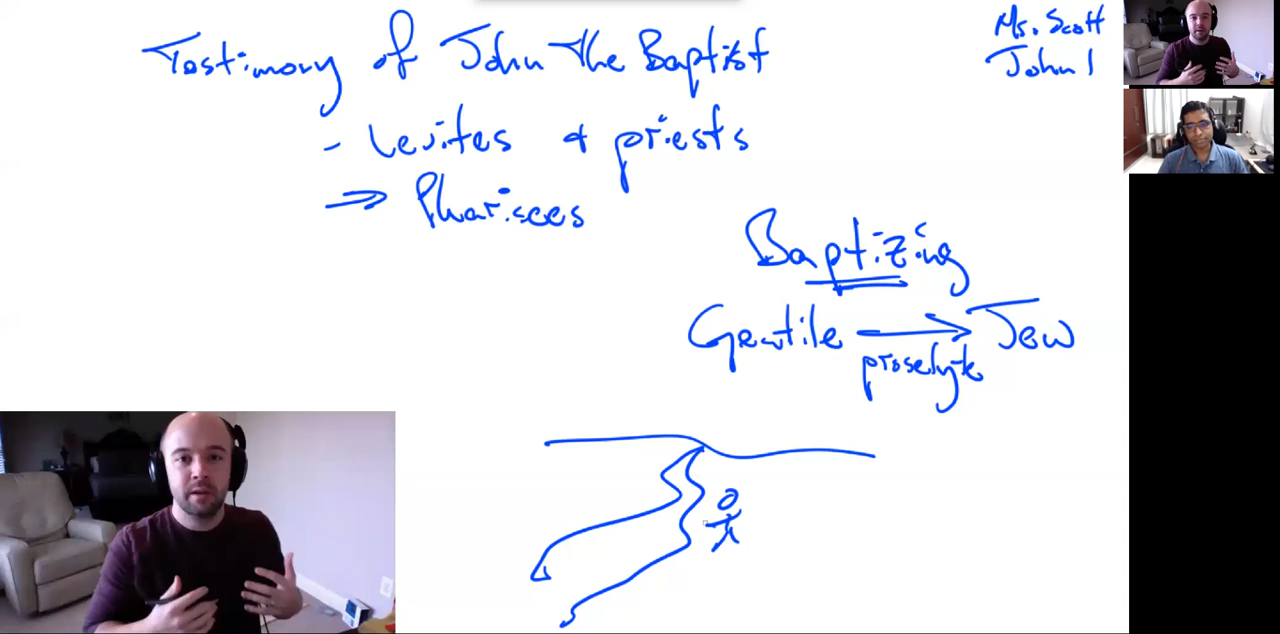 Testimony of John The Baptist
Ms. Scott
John 1
- Levites & priests
⇒ Pharisees
Baptizing
Gentile → Jew
proselyte